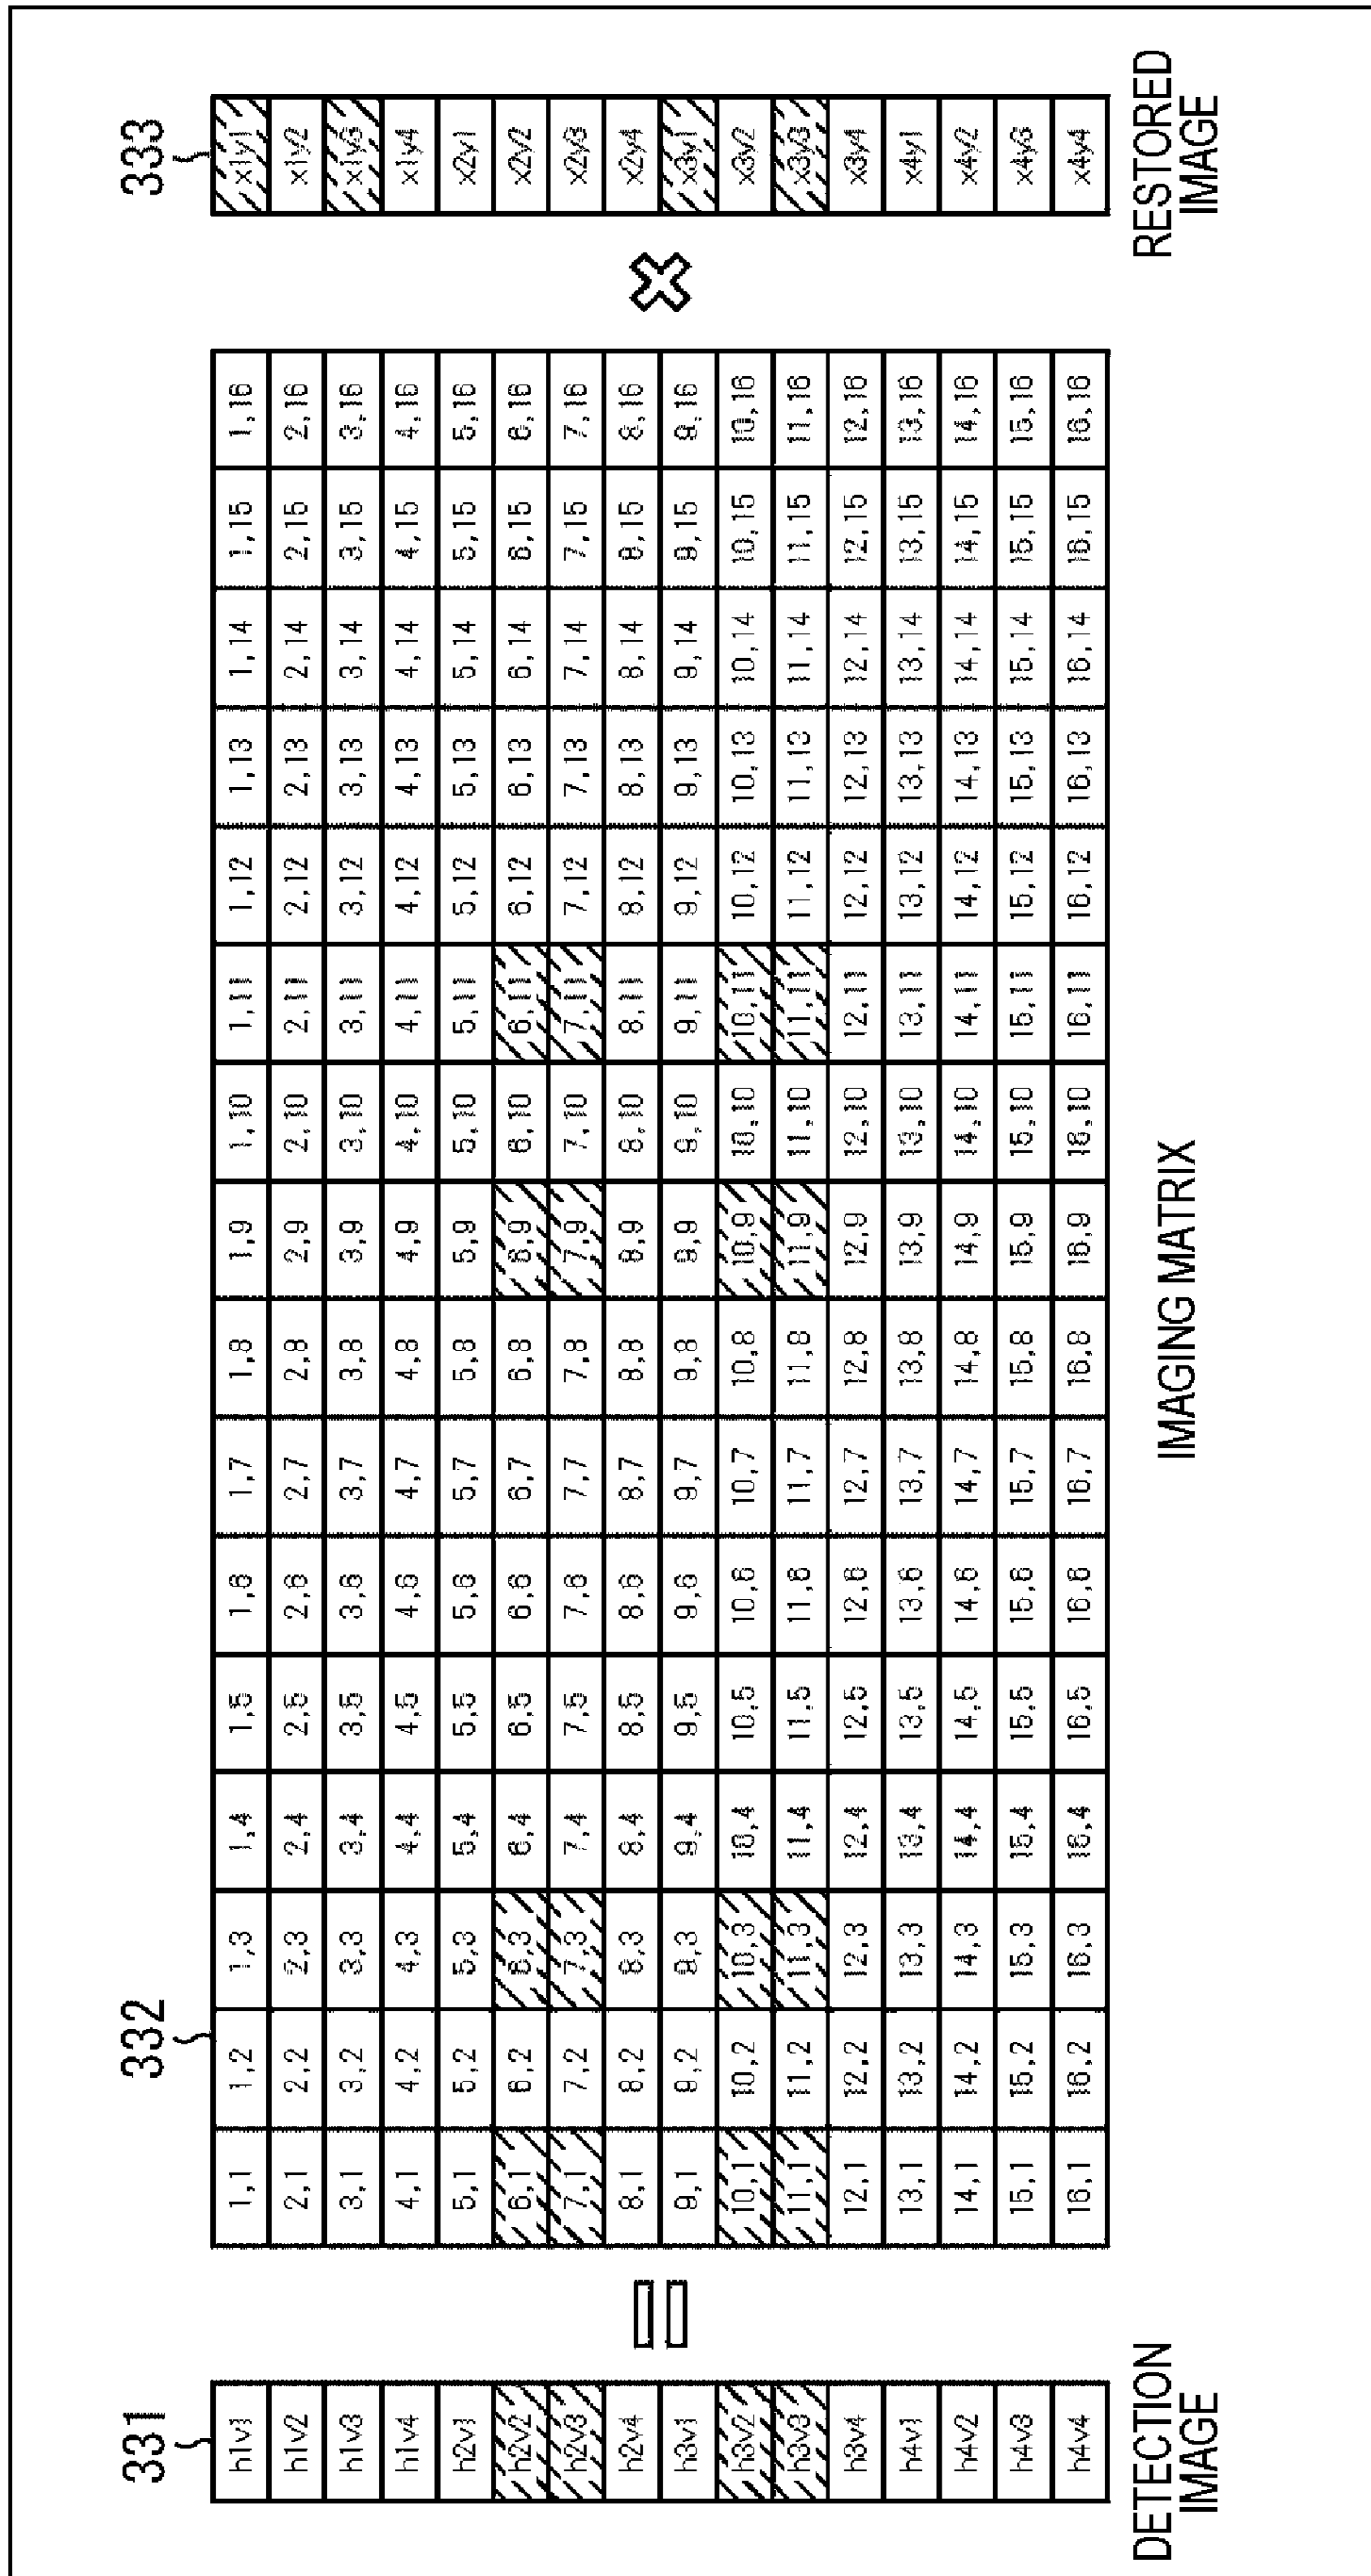 331 332 333
h1v1 1,1 1,2 1,3 1,4 1,5 1,6 1,7 1,8 1,9 1,10 1,11 1,12 1,13 1,14 1,15 1,16 x1y1
h1v2 2,1 2,2 2,3 2,4 2,5 2,6 2,7 2,8 2,9 2,10 2,11 2,12 2,13 2,14 2,15 2,16 x1y2
h1v3 3,1 3,2 3,3 3,4 3,5 3,6 3,7 3,8 3,9 3,10 3,11 3,12 3,13 3,14 3,15 3,16 x1y3
h1v4 4,1 4,2 4,3 4,4 4,5 4,6 4,7 4,8 4,9 4,10 4,11 4,12 4,13 4,14 4,15 4,16 x1y4
h2v1 5,1 5,2 5,3 5,4 5,5 5,6 5,7 5,8 5,9 5,10 5,11 5,12 5,13 5,14 5,15 5,16 x2y1
h2v2 6,1 6,2 6,3 6,4 6,5 6,6 6,7 6,8 6,9 6,10 6,11 6,12 6,13 6,14 6,15 6,16 x2y2
h2v3 7,1 7,2 7,3 7,4 7,5 7,6 7,7 7,8 7,9 7,10 7,11 7,12 7,13 7,14 7,15 7,16 x2y3
= h2v4 8,1 8,2 8,3 8,4 8,5 8,6 8,7 8,8 8,9 8,10 8,11 8,12 8,13 8,14 8,15 8,16 × x2y4
h3v1 9,1 9,2 9,3 9,4 9,5 9,6 9,7 9,8 9,9 9,10 9,11 9,12 9,13 9,14 9,15 9,16 x3y1
h3v2 10,1 10,2 10,3 10,4 10,5 10,6 10,7 10,8 10,9 10,10 10,11 10,12 10,13 10,14 10,15 10,16 x3y2
h3v3 11,1 11,2 11,3 11,4 11,5 11,6 11,7 11,8 11,9 11,10 11,11 11,12 11,13 11,14 11,15 11,16 x3y3
h3v4 12,1 12,2 12,3 12,4 12,5 12,6 12,7 12,8 12,9 12,10 12,11 12,12 12,13 12,14 12,15 12,16 x3y4
h4v1 13,1 13,2 13,3 13,4 13,5 13,6 13,7 13,8 13,9 13,10 13,11 13,12 13,13 13,14 13,15 13,16 x4y1
h4v2 14,1 14,2 14,3 14,4 14,5 14,6 14,7 14,8 14,9 14,10 14,11 14,12 14,13 14,14 14,15 14,16 x4y2
h4v3 15,1 15,2 15,3 15,4 15,5 15,6 15,7 15,8 15,9 15,10 15,11 15,12 15,13 15,14 15,15 15,16 x4y3
h4v4 16,1 16,2 16,3 16,4 16,5 16,6 16,7 16,8 16,9 16,10 16,11 16,12 16,13 16,14 16,15 16,16 x4y4
DETECTION
IMAGE
IMAGING MATRIX
RESTORED
IMAGE